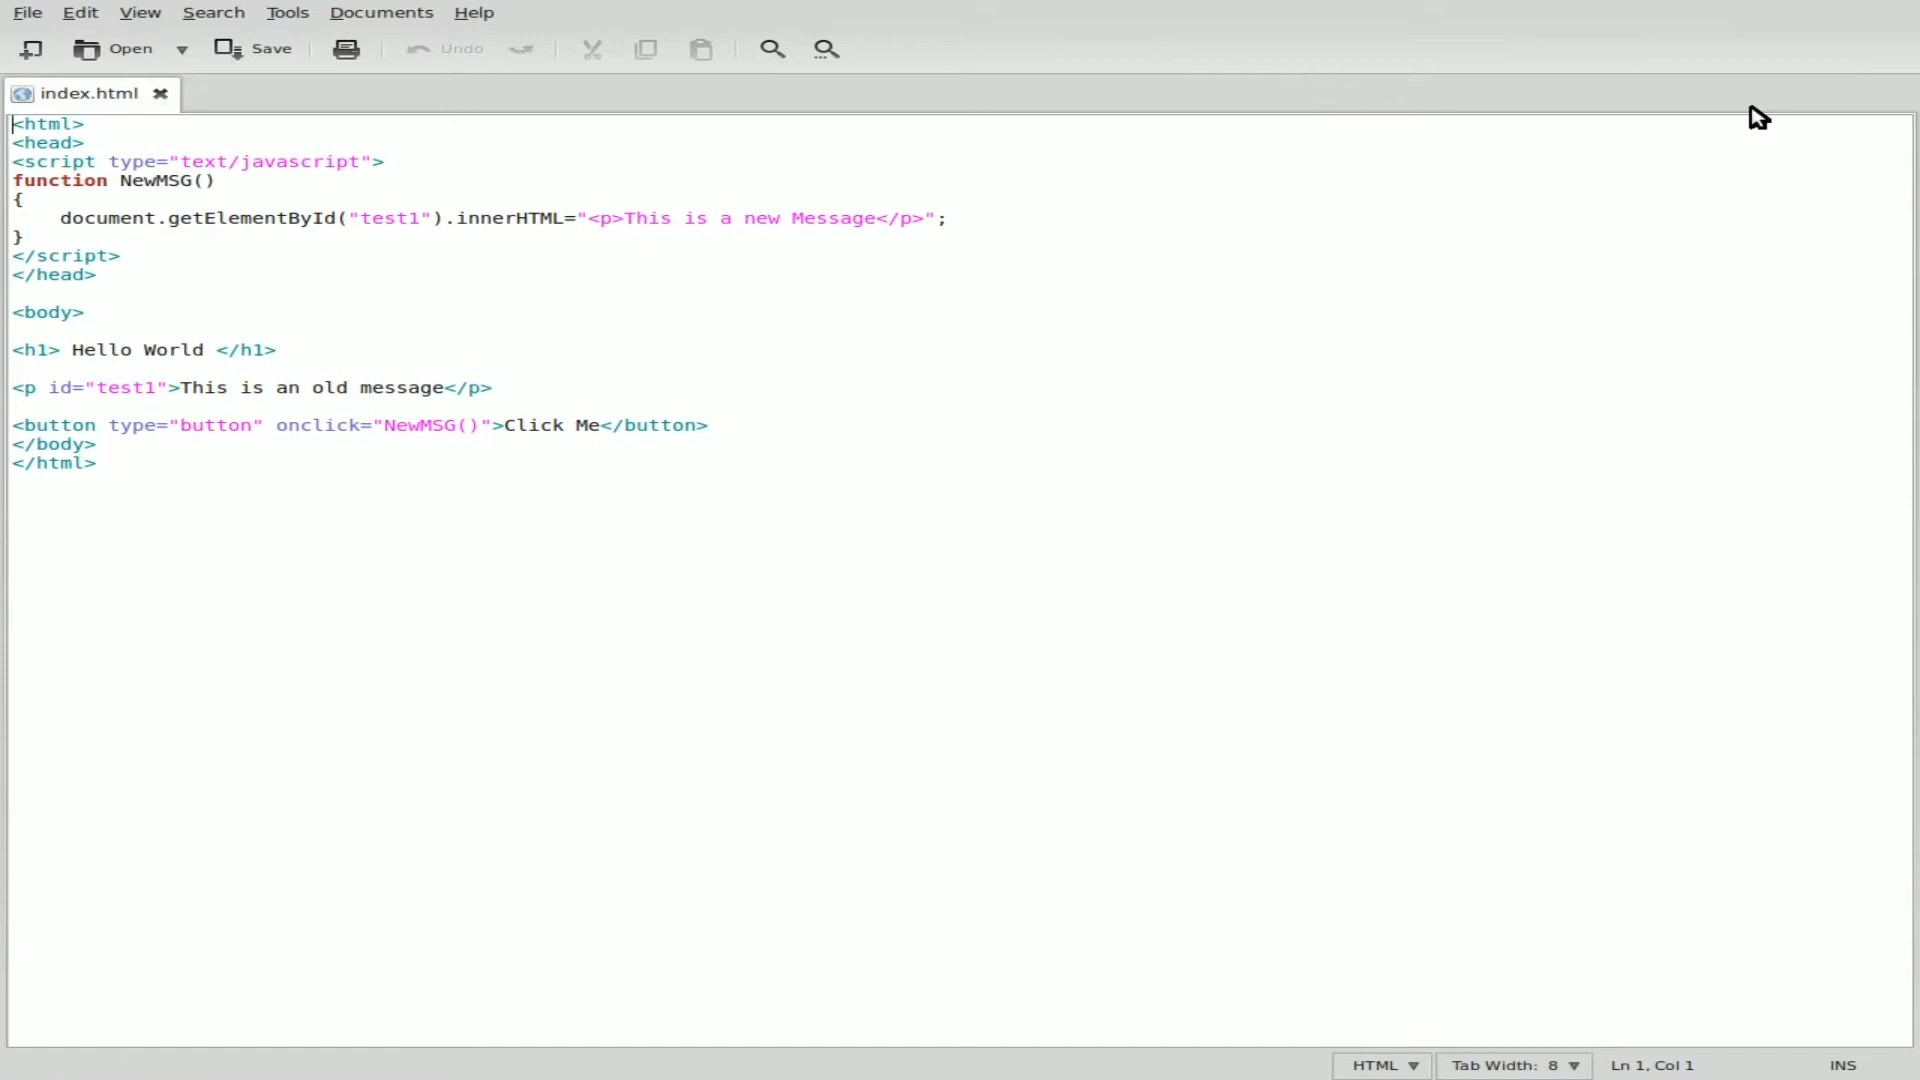 File Edit View Search Tools Documents Help
Open Save Undo
index.html
<html>
<head>
<script type="text/javascript">
function NewMSG()
{
    document.getElementById("test1").innerHTML="<p>This is a new Message</p>";
}
</script>
</head>
<body>
<h1> Hello World </h1>
<p id="test1">This is an old message</p>
<button type="button" onclick="NewMSG()">Click Me</button>
</body>
</html>
HTML Tab Width: 8 Ln 1, Col 1 INS